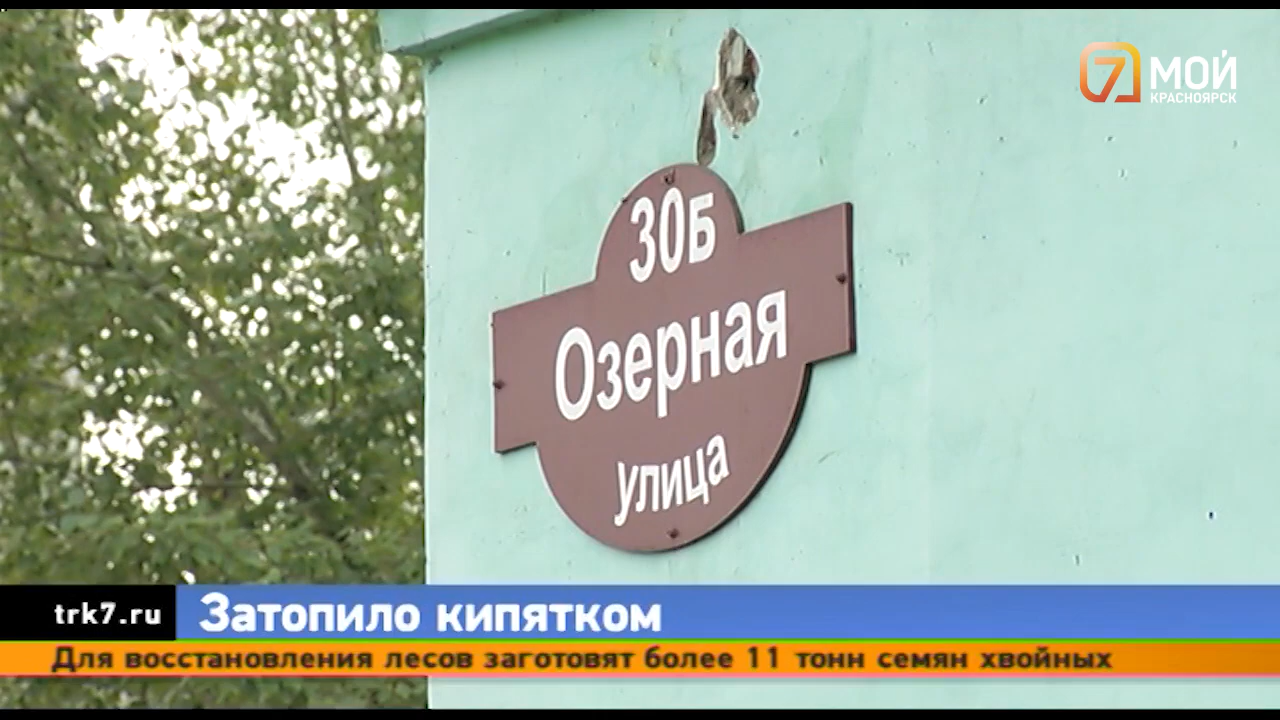 7 МОЙ
КРАСНОЯРСК
30Б
Озерная
улица
trk7.ru
Затопило кипятком
Для восстановления лесов заготовят более 11 тонн семян хвойных